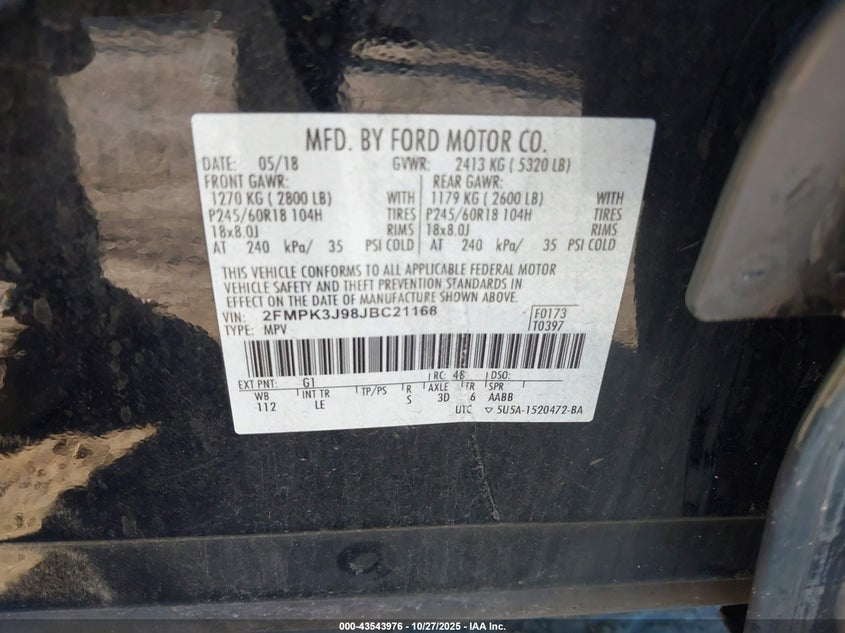 MFD. BY FORD MOTOR CO.
DATE: 05/18 GVWR: 2413 KG ( 5320 LB)
FRONT GAWR: REAR GAWR:
1270 KG ( 2800 LB) WITH 1179 KG ( 2600 LB) WITH
P245/60R18 104H TIRES P245/60R18 104H TIRES
18x8.0J RIMS 18x8.0J RIMS
AT 240 kPa/ 35 PSI COLD AT 240 kPa/ 35 PSI COLD
THIS VEHICLE CONFORMS TO ALL APPLICABLE FEDERAL MOTOR
VEHICLE SAFETY AND THEFT PREVENTION STANDARDS IN
EFFECT ON THE DATE OF MANUFACTURE SHOWN ABOVE.
VIN: 2FMPK3J98JBC21168 F0173
TYPE: MPV T0397
EXT PNT: G1 RC: 48 DSO:
WB INT TR TP/PS R AXLE TR SPR
112 LE S 3D 6 AABB
UTC ▽ 5U5A-1520472-BA
000-43543976 | 10/27/2025 - IAA Inc.